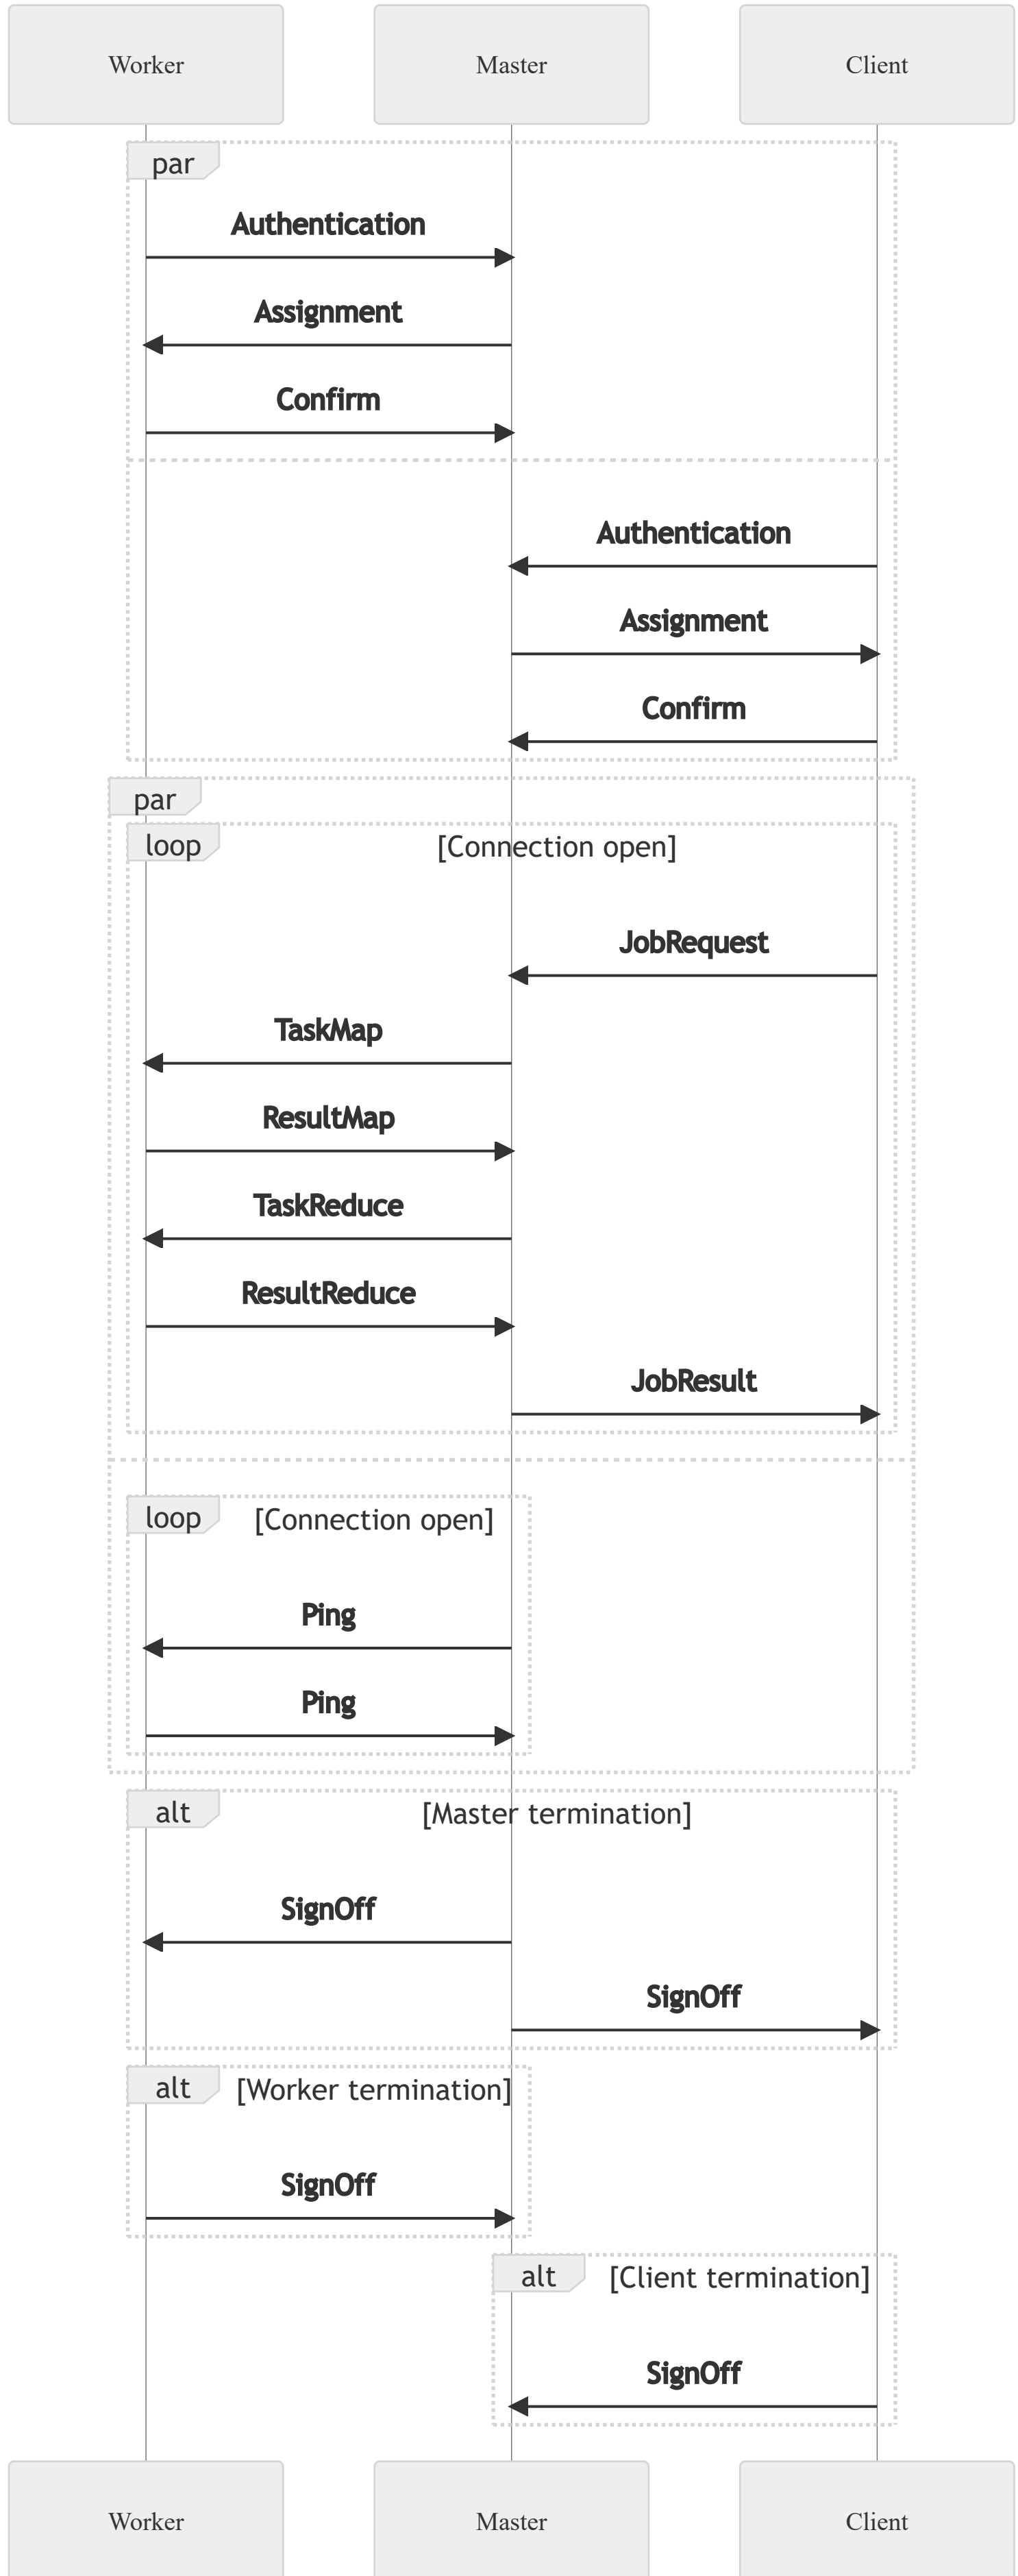 Worker
Master
Client
par
Authentication
Assignment
Confirm
Authentication
Assignment
Confirm
par
loop
[Connection open]
JobRequest
TaskMap
ResultMap
TaskReduce
ResultReduce
JobResult
loop
[Connection open]
Ping
Ping
alt
[Master termination]
SignOff
SignOff
alt
[Worker termination]
SignOff
alt
[Client termination]
SignOff
Worker
Master
Client